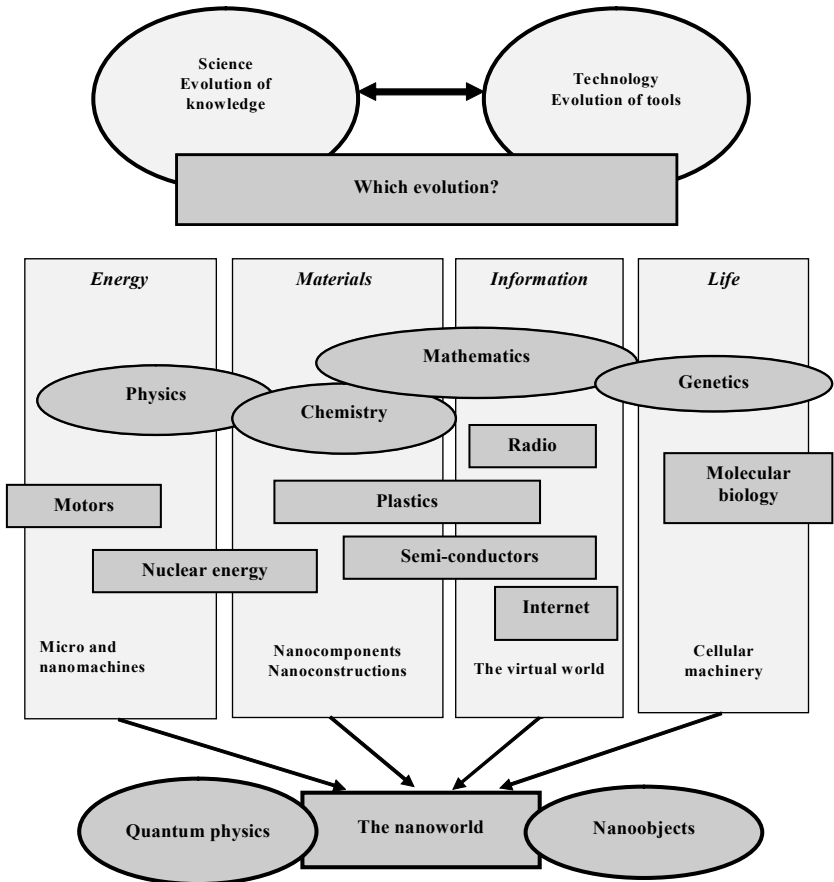 Science
Evolution of
knowledge
Technology
Evolution of tools
Which evolution?
Energy
Materials
Information
Life
Mathematics
Physics
Genetics
Chemistry
Radio
Molecular
biology
Motors
Plastics
Semi-conductors
Nuclear energy
Internet
Micro and
nanomachines
Nanocomponents
Nanoconstructions
The virtual world
Cellular
machinery
Quantum physics
The nanoworld
Nanoobjects